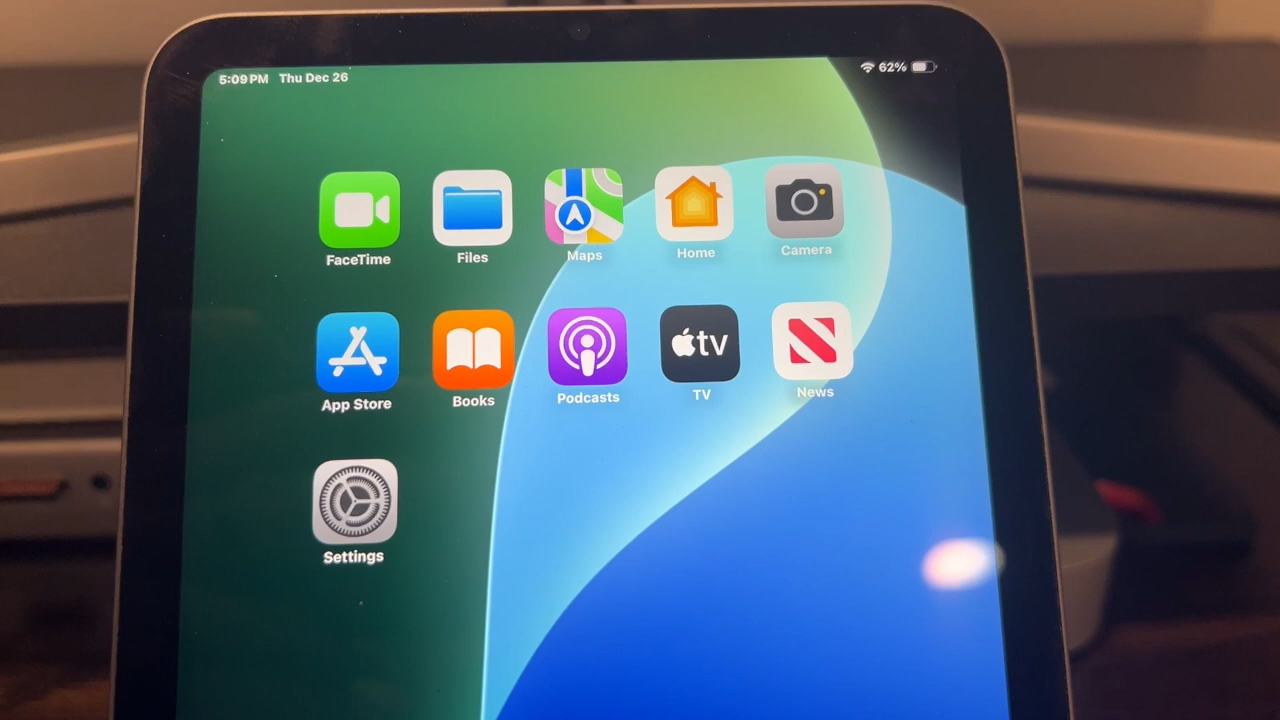 5:09 PM Thu Dec 26 62%
FaceTime Files Maps Home Camera
tv
App Store Books Podcasts TV News
Settings